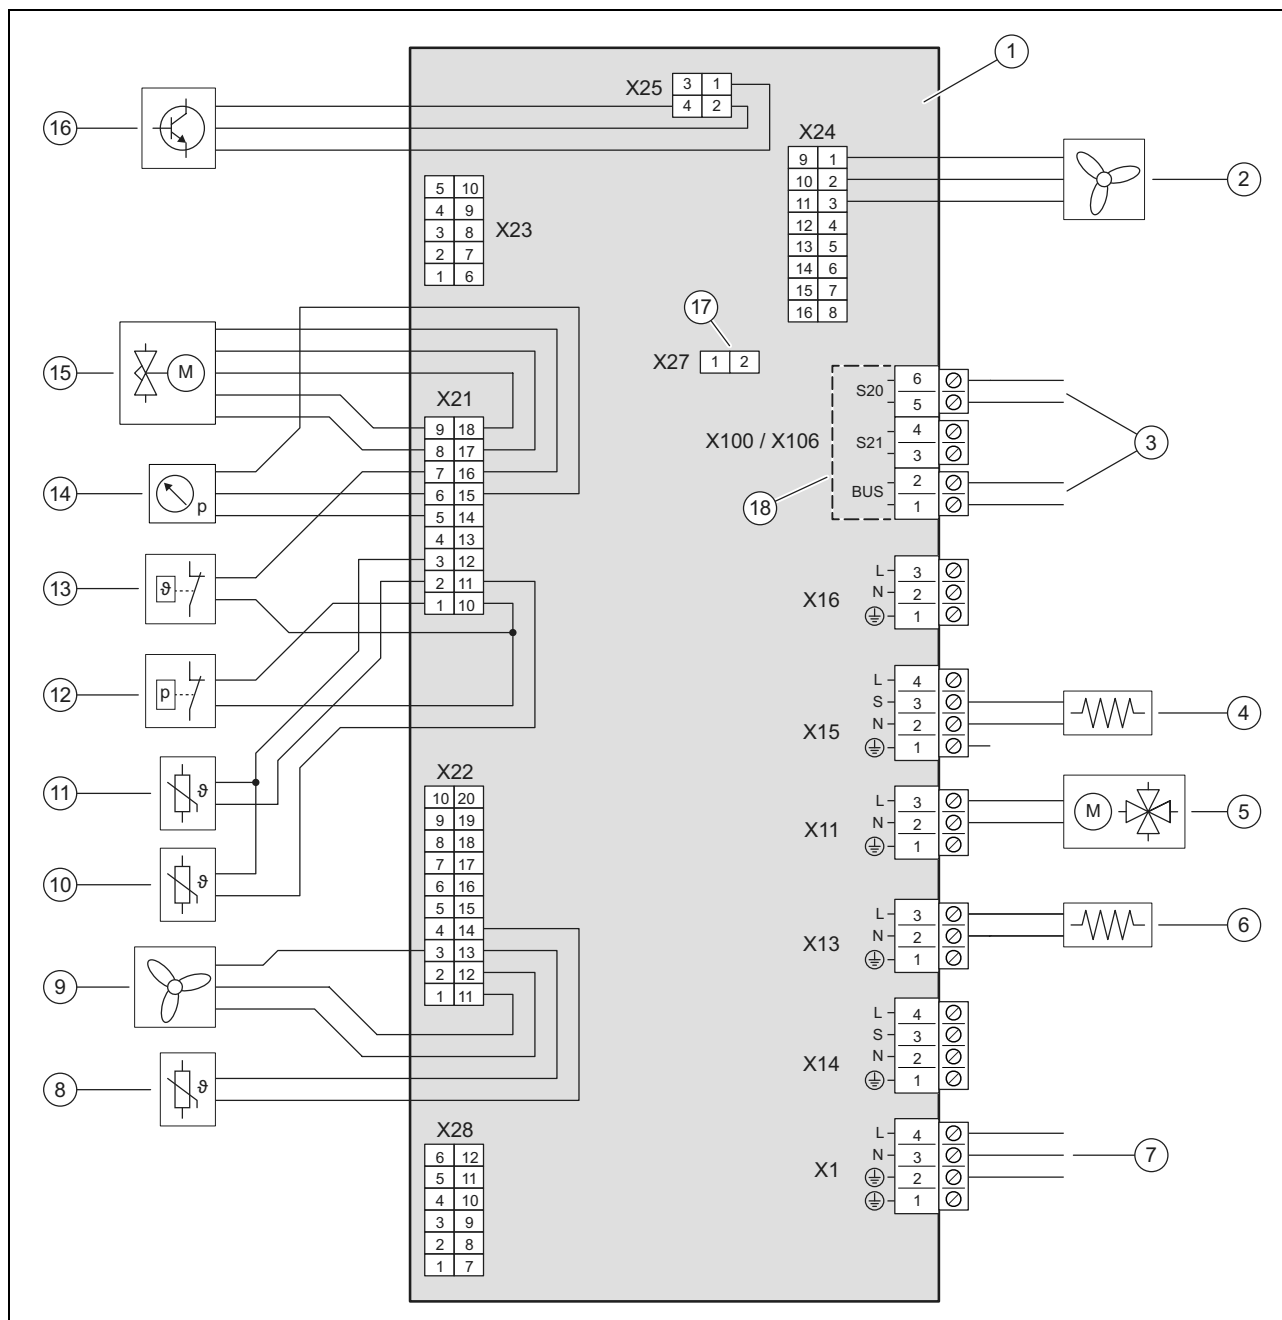 1
X25
3 1
4 2
16
X24
9 1
10 2
11 3
12 4
13 5
14 6
15 7
16 8
2
5 10
4 9
3 8
2 7
1 6
X23
17
X27
1 2
15
M
X21
9 18
8 17
7 16
6 15
5 14
4 13
3 12
2 11
1 10
X100 / X106
S20
6
5
S21
4
3
BUS
2
1
3
18
14
p
13
ϑ
X16
L 3
N 2
1
12
p
X15
L 4
S 3
N 2
1
4
11
ϑ
X22
10 20
9 19
8 18
7 17
6 16
5 15
4 14
3 13
2 12
1 11
X11
L 3
N 2
1
M
5
10
ϑ
X13
L 3
N 2
1
6
9
X14
L 4
S 3
N 2
1
8
ϑ
X28
6 12
5 11
4 10
3 9
2 8
1 7
X1
L 4
N 3
2
1
7